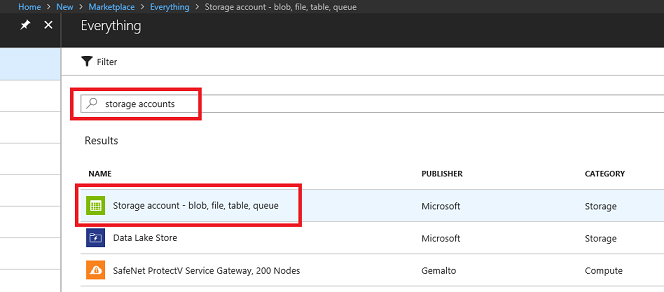 Home > New > Marketplace > Everything > Storage account - blob, file, table, queue
Everything
Filter
storage accounts
Results
NAME PUBLISHER CATEGORY
Storage account - blob, file, table, queue Microsoft Storage
Data Lake Store Microsoft Storage
SafeNet ProtectV Service Gateway, 200 Nodes Gemalto Compute